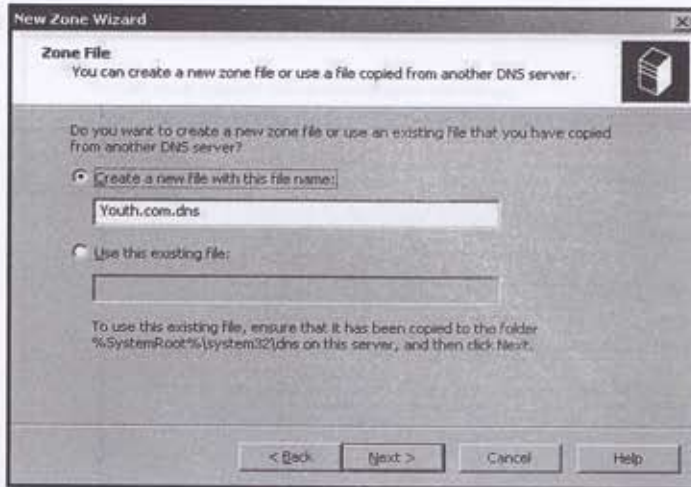 New Zone Wizard
Zone File
You can create a new zone file or use a file copied from another DNS server.
Do you want to create a new zone file or use an existing file that you have copied
from another DNS server?
Create a new file with this file name:
Youth.com.dns
Use this existing file:
To use this existing file, ensure that it has been copied to the folder
%SystemRoot%\system32\dns on this server, and then click Next.
< Back
Next >
Cancel
Help